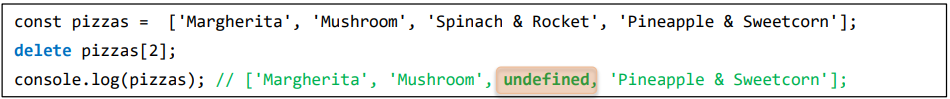 const pizzas =  ['Margherita', 'Mushroom', 'Spinach & Rocket', 'Pineapple & Sweetcorn'];
delete pizzas[2];
console.log(pizzas); // ['Margherita', 'Mushroom', undefined, 'Pineapple & Sweetcorn'];